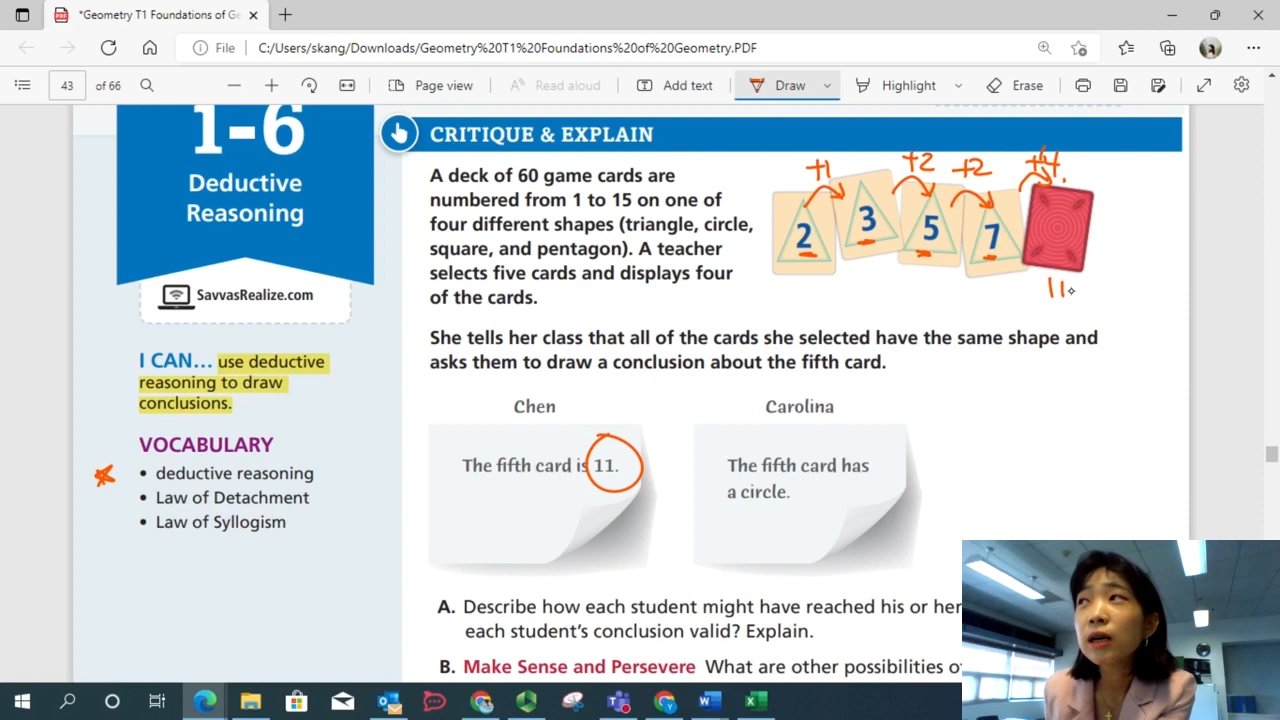 *Geometry T1 Foundations of Ge
File
C:/Users/skang/Downloads/Geometry%20T1%20Foundations%20of%20Geometry.PDF
43 of 66
Page view
Read aloud
Add text
Draw
Highlight
Erase
1-6
Deductive
Reasoning
SavvasRealize.com
I CAN... use deductive
reasoning to draw
conclusions.
VOCABULARY
• deductive reasoning
• Law of Detachment
• Law of Syllogism
CRITIQUE & EXPLAIN
A deck of 60 game cards are
numbered from 1 to 15 on one of
four different shapes (triangle, circle,
square, and pentagon). A teacher
selects five cards and displays four
of the cards.
+1 +2 +2 +4.
2 3 5 7
11
She tells her class that all of the cards she selected have the same shape and
asks them to draw a conclusion about the fifth card.
Chen
The fifth card is 11.
Carolina
The fifth card has
a circle.
A. Describe how each student might have reached his or her
each student's conclusion valid? Explain.
B. Make Sense and Persevere What are other possibilities